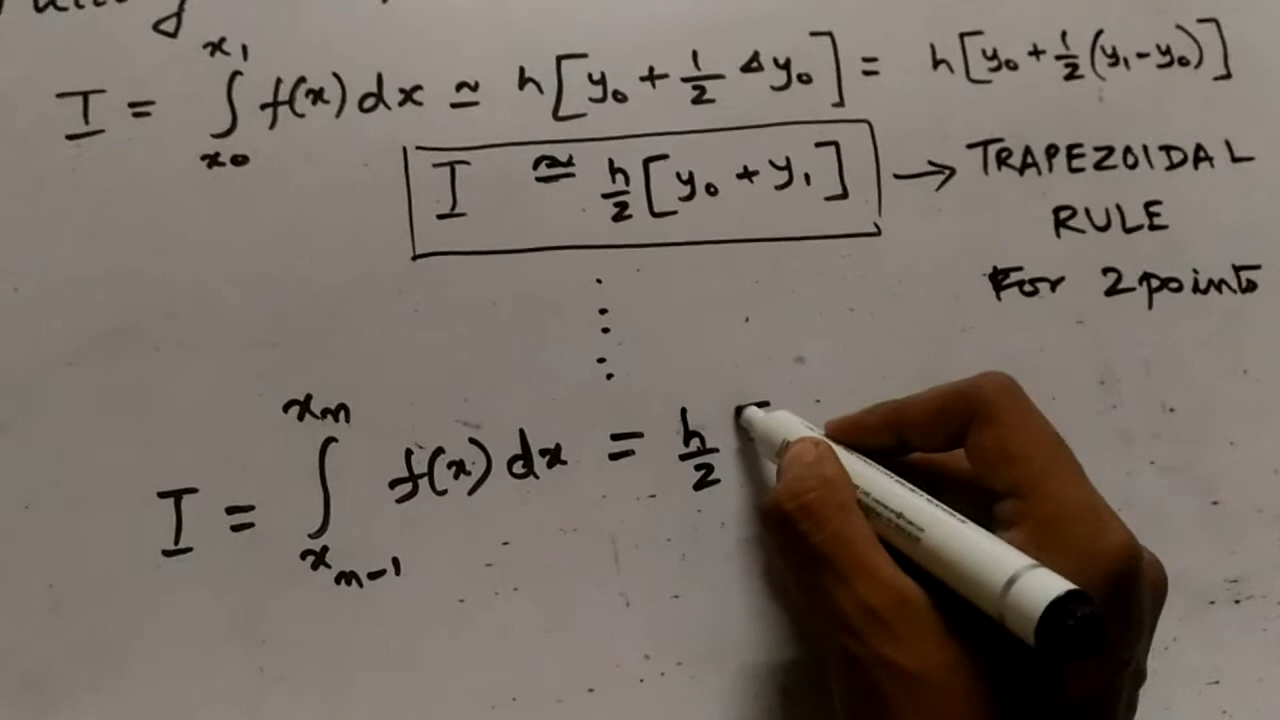 I = ∫_{x0}^{x1} f(x) dx ≃ h[y₀ + 1/2 Δy₀] = h[y₀ + 1/2 (y₁ - y₀)]
I ≅ h/2 [y₀ + y₁] → TRAPEZOIDAL
RULE
For 2 points
I = ∫_{x_{n-1}}^{xn} f(x) dx = h/2 [